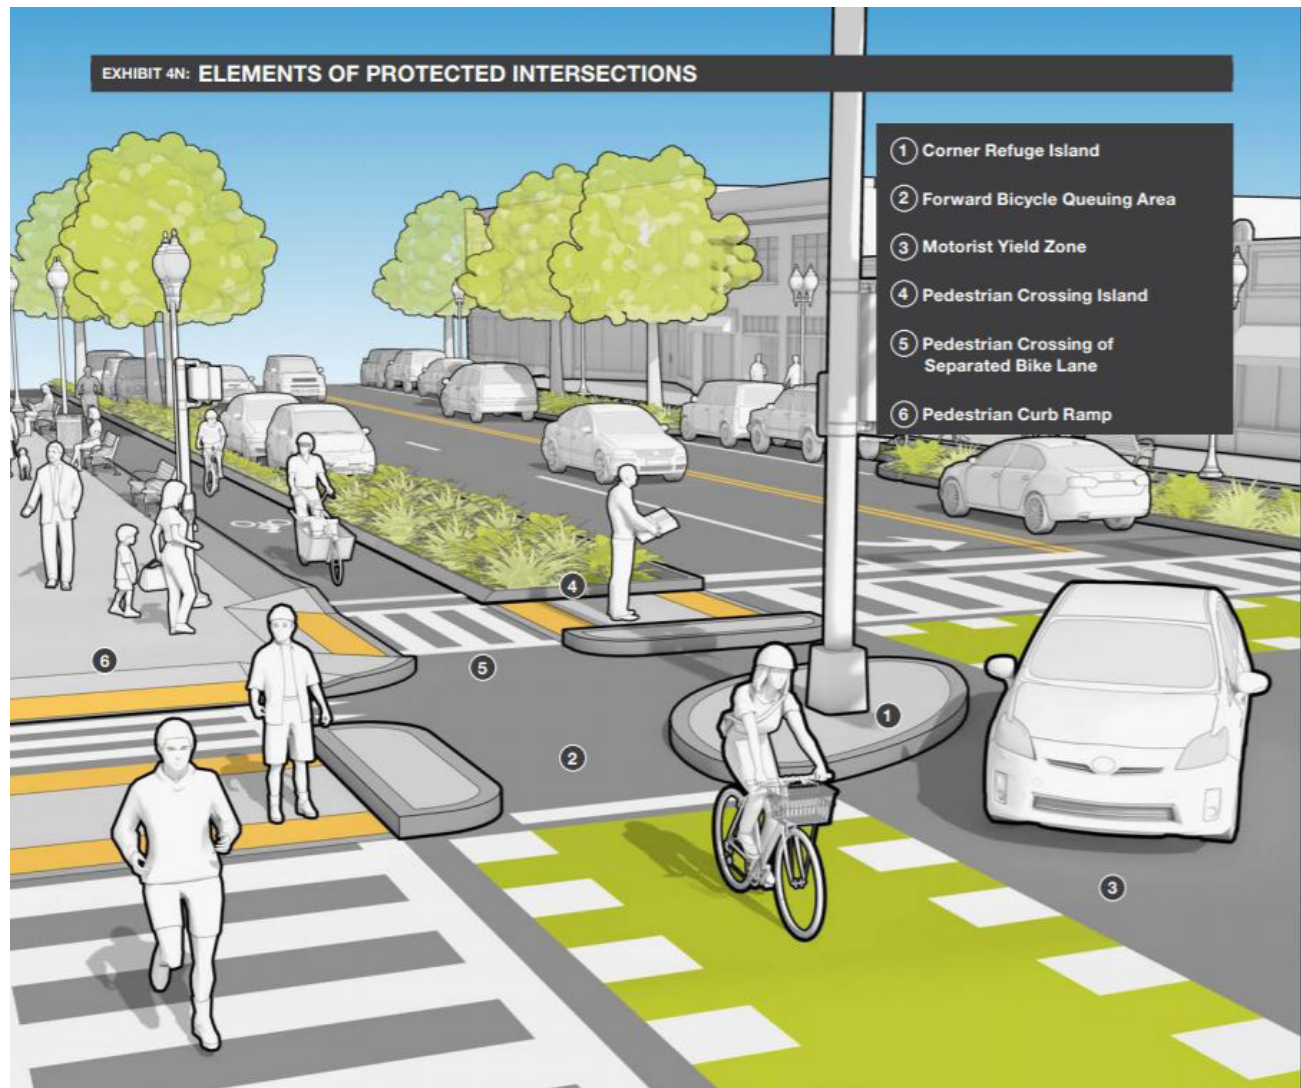 EXHIBIT 4N: ELEMENTS OF PROTECTED INTERSECTIONS
1 Corner Refuge Island
2 Forward Bicycle Queuing Area
3 Motorist Yield Zone
4 Pedestrian Crossing Island
5 Pedestrian Crossing of
Separated Bike Lane
6 Pedestrian Curb Ramp
4
6
5
1
2
3